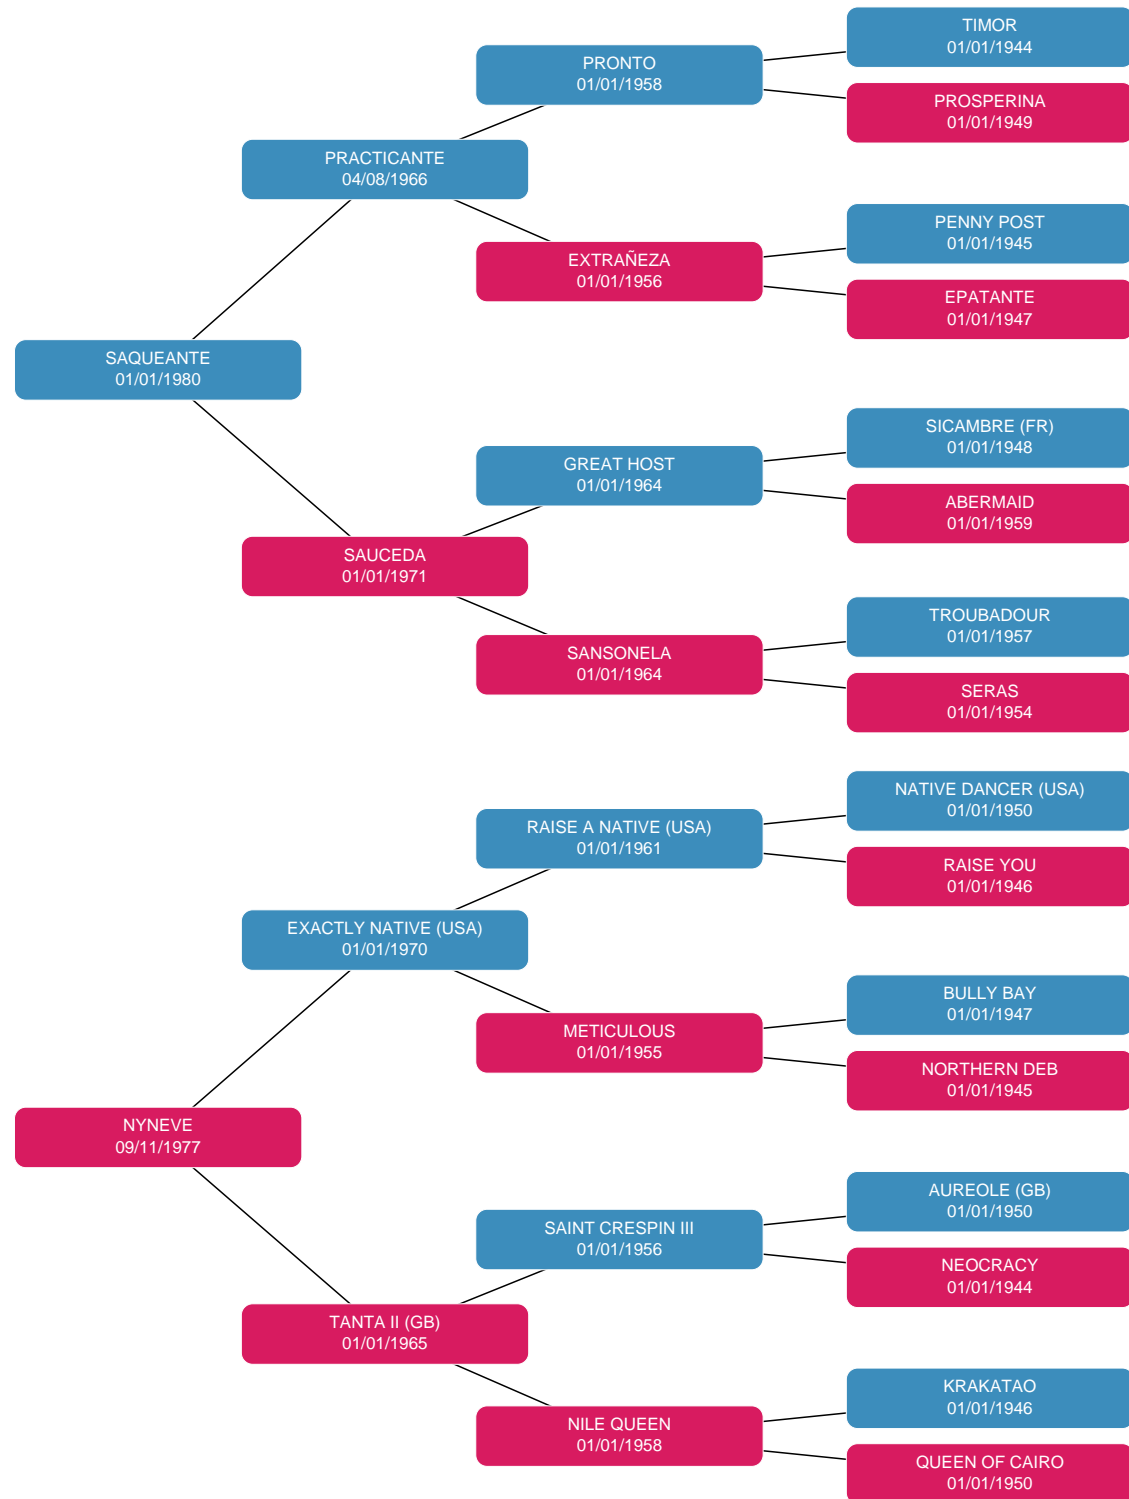 TIMOR
01/01/1944
PRONTO
01/01/1958
PROSPERINA
01/01/1949
PRACTICANTE
04/08/1966
PENNY POST
01/01/1945
EXTRAÑEZA
01/01/1956
EPATANTE
01/01/1947
SAQUEANTE
01/01/1980
SICAMBRE (FR)
01/01/1948
GREAT HOST
01/01/1964
ABERMAID
01/01/1959
SAUCEDA
01/01/1971
TROUBADOUR
01/01/1957
SANSONELA
01/01/1964
SERAS
01/01/1954
NATIVE DANCER (USA)
01/01/1950
RAISE A NATIVE (USA)
01/01/1961
RAISE YOU
01/01/1946
EXACTLY NATIVE (USA)
01/01/1970
BULLY BAY
01/01/1947
METICULOUS
01/01/1955
NORTHERN DEB
01/01/1945
NYNEVE
09/11/1977
AUREOLE (GB)
01/01/1950
SAINT CRESPIN III
01/01/1956
NEOCRACY
01/01/1944
TANTA II (GB)
01/01/1965
KRAKATAO
01/01/1946
NILE QUEEN
01/01/1958
QUEEN OF CAIRO
01/01/1950